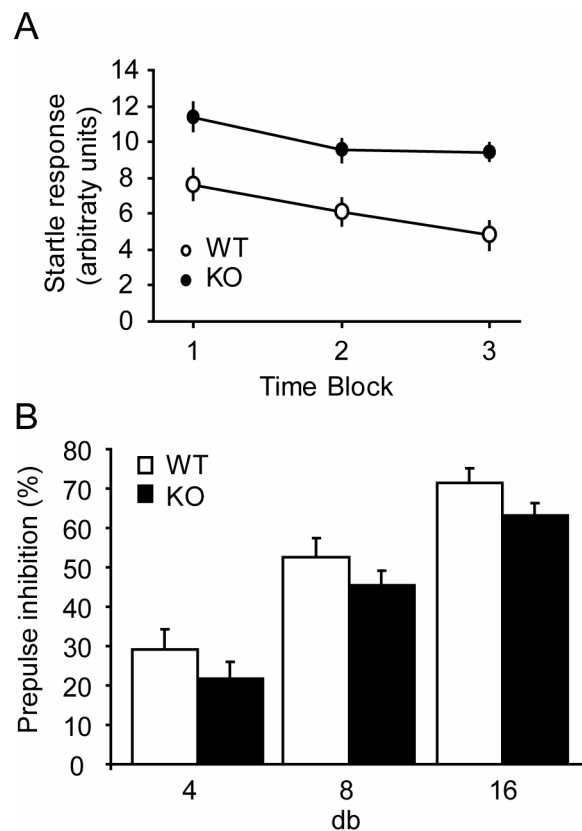 A
Startle response
(arbitraty units)
14
12
10
8
6
4
2
0
WT
KO
1 2 3
Time Block
B
Prepulse inhibition (%)
80
70
60
50
40
30
20
10
0
WT
KO
4 8 16
db